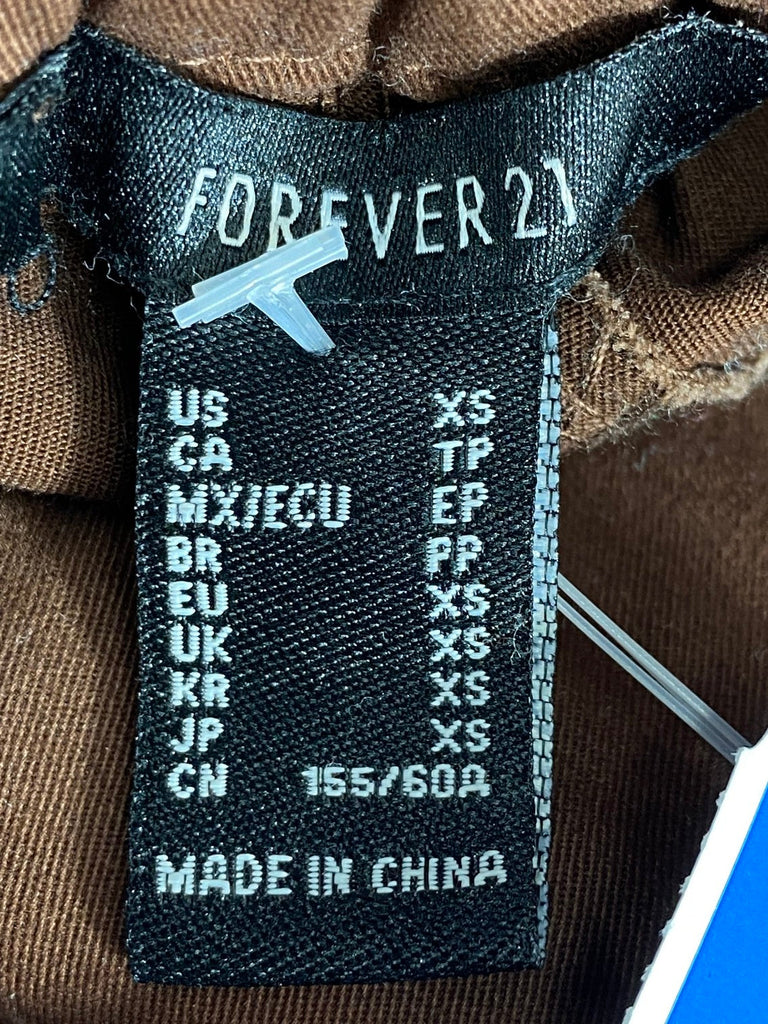 FOREVER 21
US XS
CA TP
MX/ECU EP
BR PP
EU XS
UK XS
KR XS
JP XS
CN 155/60A
MADE IN CHINA